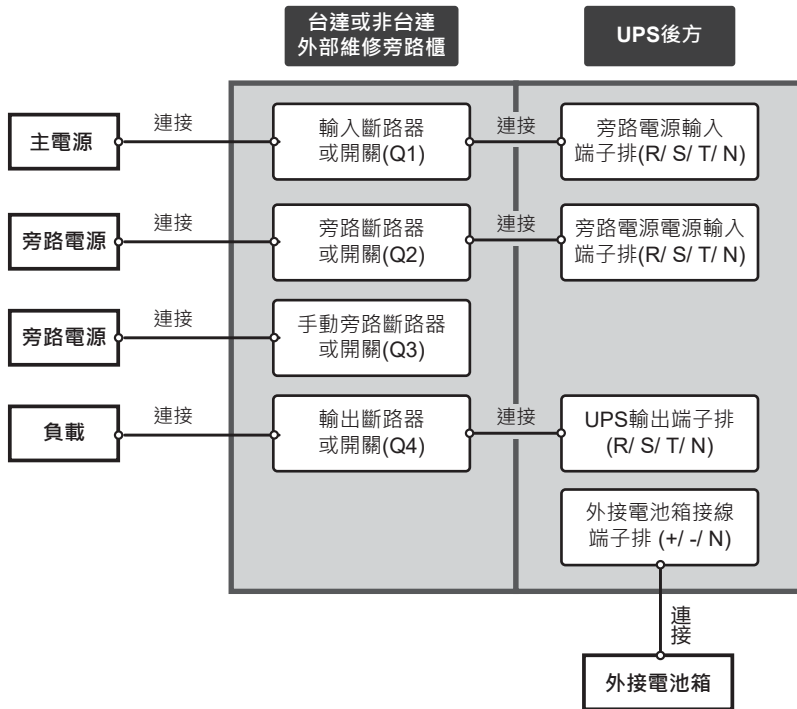 台達或非台達
外部維修旁路櫃
UPS後方
主電源
連接
輸入斷路器
或開關(Q1)
連接
旁路電源輸入
端子排(R/ S/ T/ N)
旁路電源
連接
旁路斷路器
或開關(Q2)
連接
旁路電源電源輸入
端子排(R/ S/ T/ N)
旁路電源
連接
手動旁路斷路器
或開關(Q3)
負載
連接
輸出斷路器
或開關(Q4)
連接
UPS輸出端子排
(R/ S/ T/ N)
外接電池箱接線
端子排 (+/ -/ N)
連接
外接電池箱